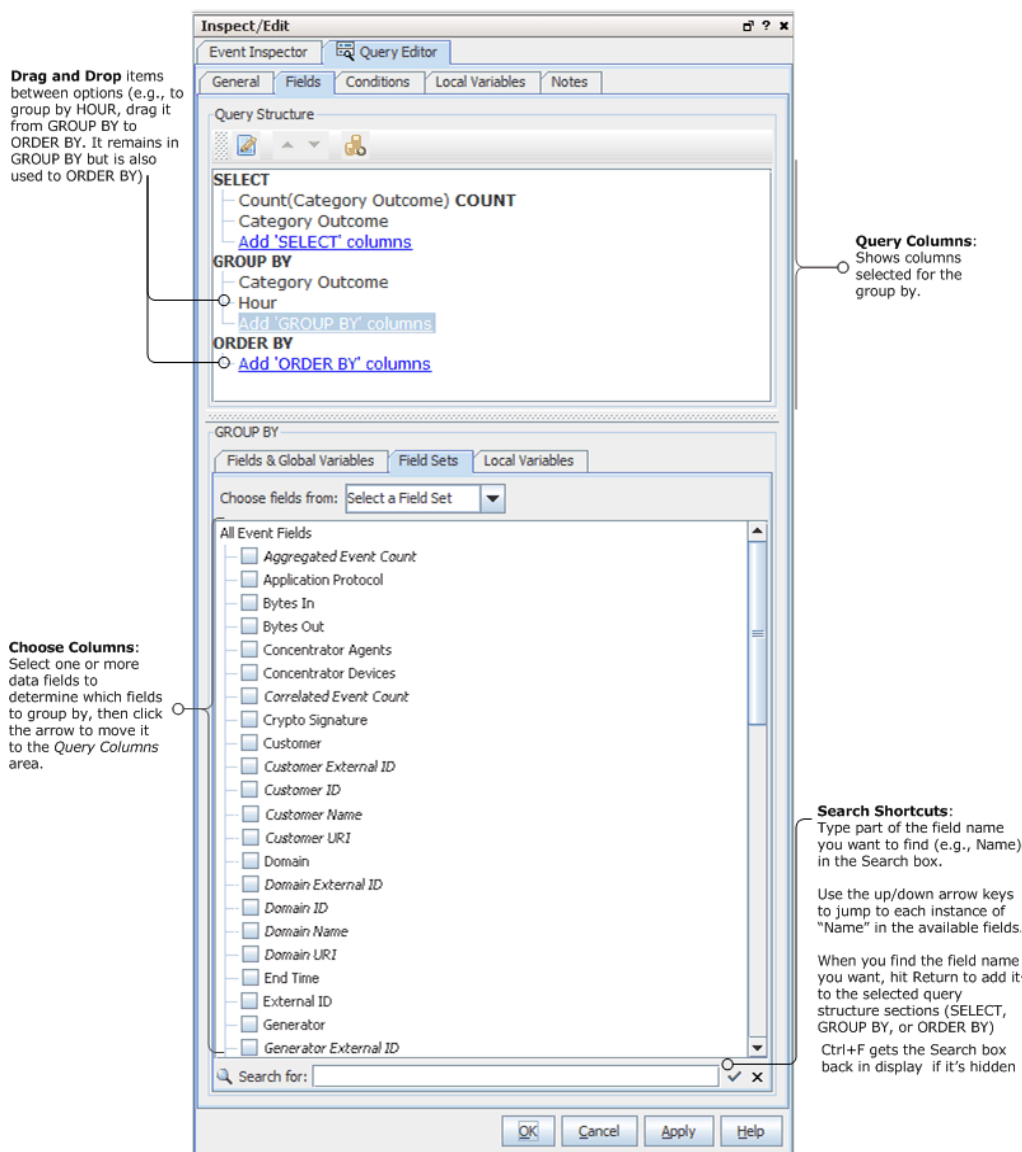 Inspect/Edit
Event Inspector
Query Editor
General
Fields
Conditions
Local Variables
Notes
Query Structure
SELECT
Count(Category Outcome) COUNT
Category Outcome
Add 'SELECT' columns
GROUP BY
Category Outcome
Hour
Add 'GROUP BY' columns
ORDER BY
Add 'ORDER BY' columns
Drag and Drop items
between options (e.g., to
group by HOUR, drag it
from GROUP BY to
ORDER BY. It remains in
GROUP BY but is also
used to ORDER BY)
Query Columns:
Shows columns
selected for the
group by.
GROUP BY
Fields & Global Variables
Field Sets
Local Variables
Choose fields from: Select a Field Set
All Event Fields
Aggregated Event Count
Application Protocol
Bytes In
Bytes Out
Concentrator Agents
Concentrator Devices
Correlated Event Count
Crypto Signature
Customer
Customer External ID
Customer ID
Customer Name
Customer URI
Domain
Domain External ID
Domain ID
Domain Name
Domain URI
End Time
External ID
Generator
Generator External ID
Search for:
Choose Columns:
Select one or more
data fields to
determine which fields
to group by, then click
the arrow to move it
to the Query Columns
area.
Search Shortcuts:
Type part of the field name
you want to find (e.g., Name)
in the Search box.
Use the up/down arrow keys
to jump to each instance of
“Name” in the available fields.
When you find the field name
you want, hit Return to add it
to the selected query
structure sections (SELECT,
GROUP BY, or ORDER BY)
Ctrl+F gets the Search box
back in display if it's hidden
OK
Cancel
Apply
Help